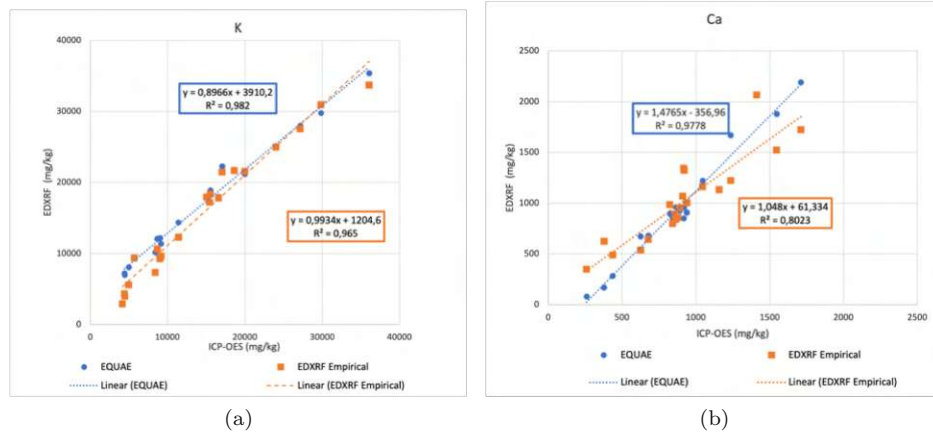 K
40000
30000
20000
10000
0
EDXRF (mg/kg)
y = 0,8966x + 3910,2
R² = 0,982
y = 0,9934x + 1204,6
R² = 0,965
0 10000 20000 30000 40000
ICP-OES (mg/kg)
EQUAE EDXRF Empirical
Linear (EQUAE) Linear (EDXRF Empirical)
(a)
Ca
2500
2000
1500
1000
500
0
EDXRF (mg/kg)
y = 1,4765x - 356,96
R² = 0,9778
y = 1,048x + 61,334
R² = 0,8023
0 500 1000 1500 2000 2500
ICP-OES (mg/kg)
EQUAE EDXRF Empirical
Linear (EQUAE) Linear (EDXRF Empirical)
(b)